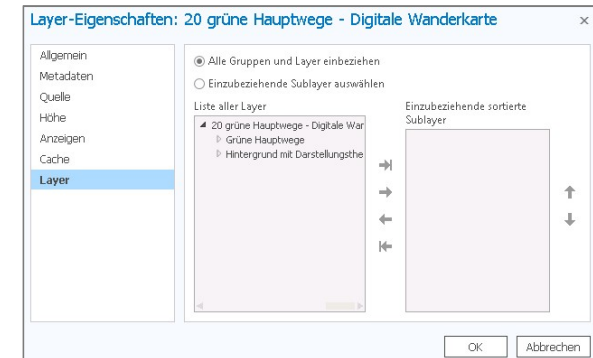 Layer-Eigenschaften: 20 grüne Hauptwege - Digitale Wanderkarte
Allgemein
Metadaten
Quelle
Höhe
Anzeigen
Cache
Layer
Alle Gruppen und Layer einbeziehen
Einzubeziehende Sublayer auswählen
Liste aller Layer
20 grüne Hauptwege - Digitale War
Grüne Hauptwege
Hintergrund mit Darstellungsthe
Einzubeziehende sortierte
Sublayer
OK
Abbrechen